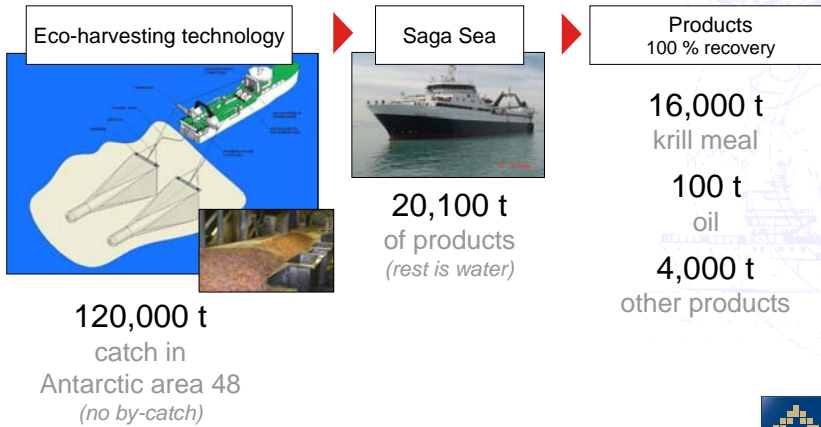 Eco-harvesting technology
Saga Sea
Products
100 % recovery
120,000 t
catch in
Antarctic area 48
(no by-catch)
20,100 t
of products
(rest is water)
16,000 t
krill meal
100 t
oil
4,000 t
other products